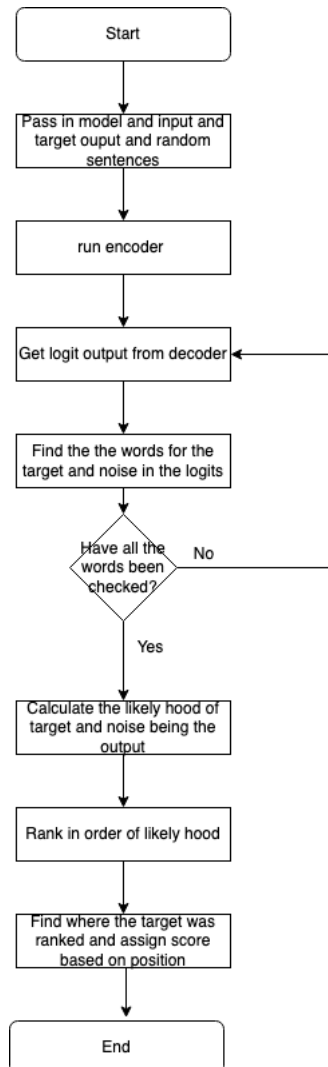 Start
Pass in model and input and
target ouput and random
sentences
run encoder
Get logit output from decoder
Find the the words for the
target and noise in the logits
Have all the
words been
checked?
No
Yes
Calculate the likely hood of
target and noise being the
output
Rank in order of likely hood
Find where the target was
ranked and assign score
based on position
End